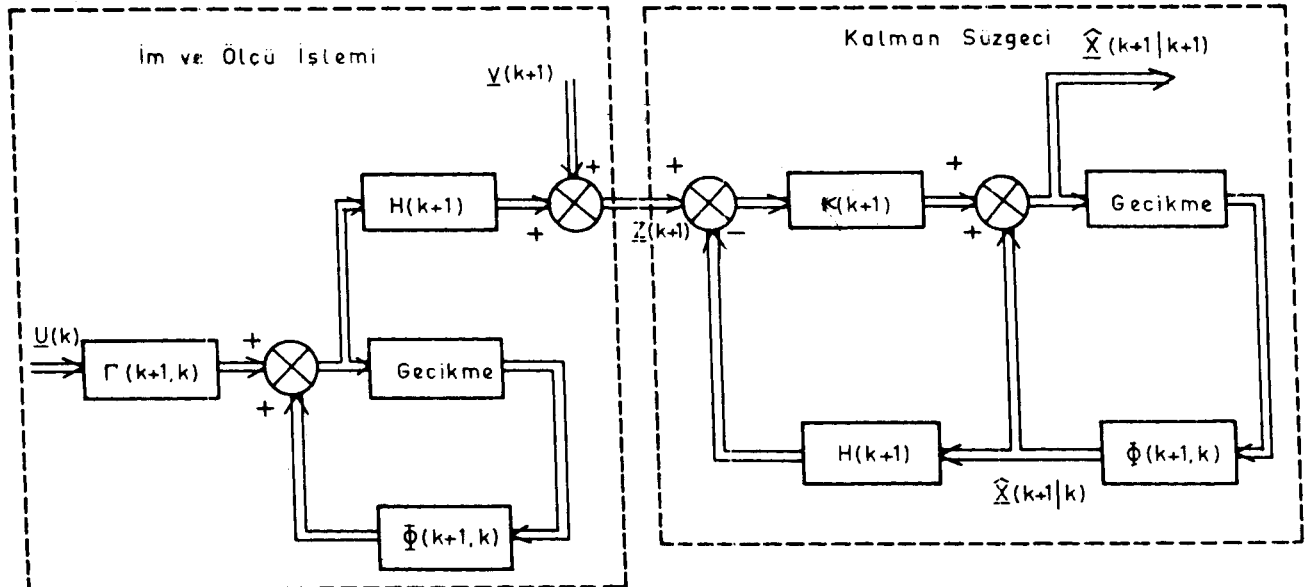 İm ve Ölçü İşlemi
V(k+1)
H(k+1)
+
+
Z(k+1)
U(k)
Γ(k+1,k)
+
+
Gecikme
Φ(k+1,k)
Kalman Süzgeci
X̂(k+1|k+1)
+
−
K(k+1)
+
+
Gecikme
H(k+1)
X̂(k+1|k)
Φ(k+1,k)